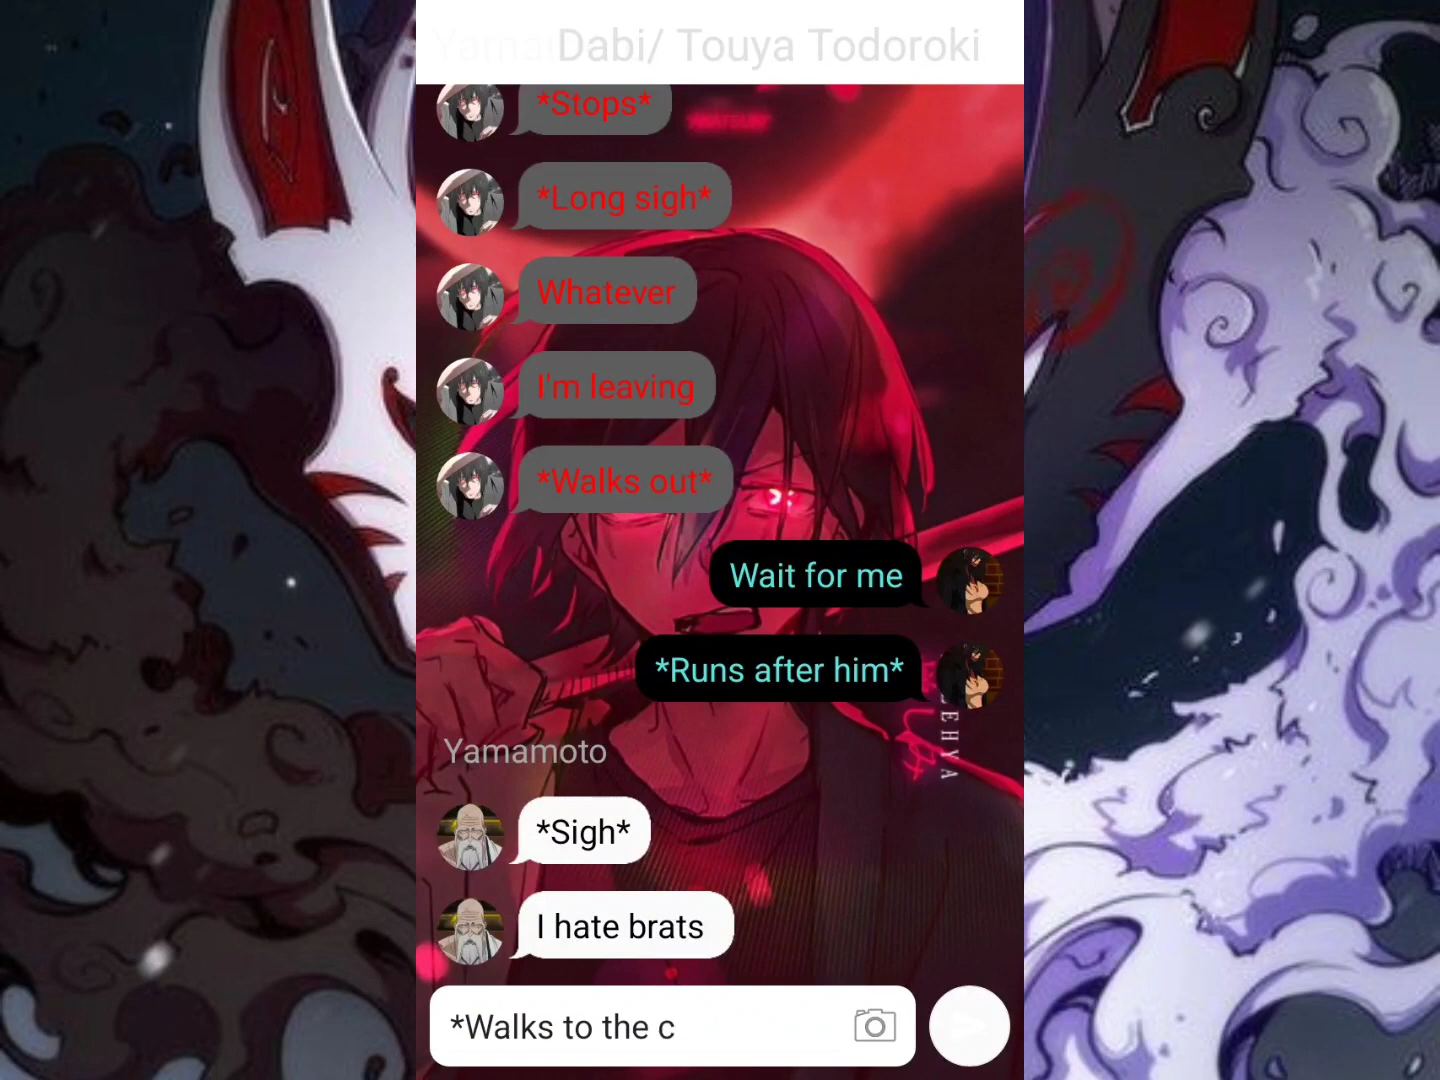 Dabi/ Touya Todoroki
*Stops*
*Long sigh*
Whatever
I'm leaving
*Walks out*
Wait for me
*Runs after him*
Yamamoto
*Sigh*
I hate brats
*Walks to the c